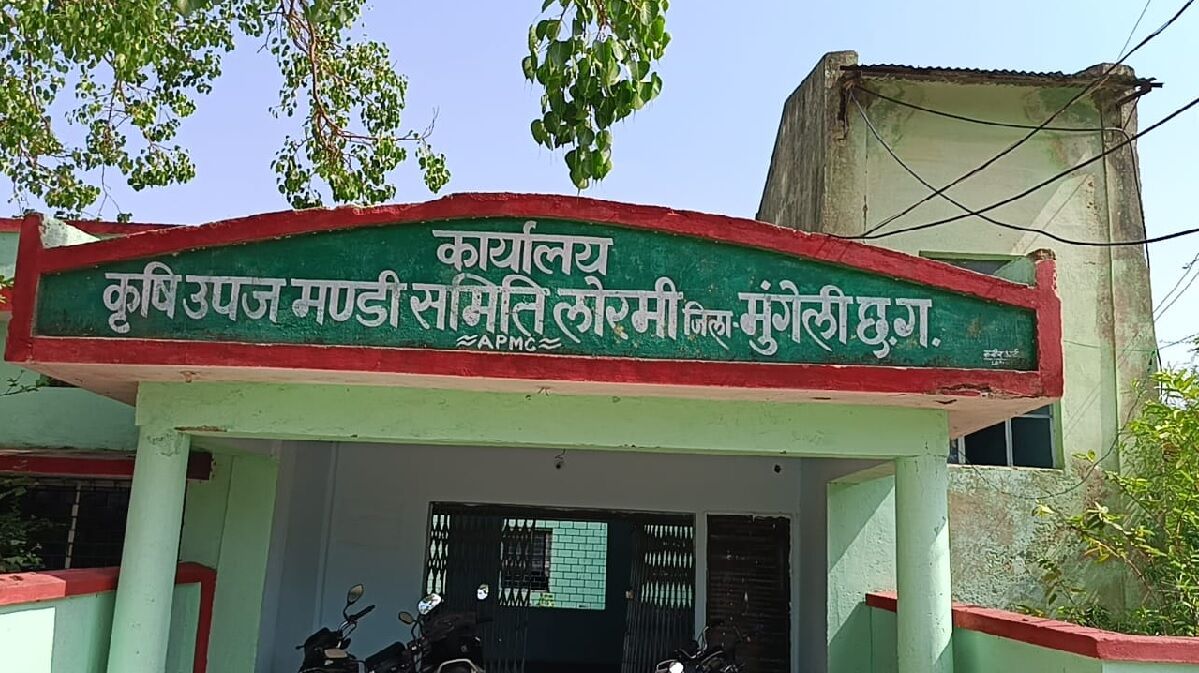 कार्यालय
कृषि उपज मण्डी समिति लोरमी जिला-मुंगेली छ.ग.
≈APMC≈